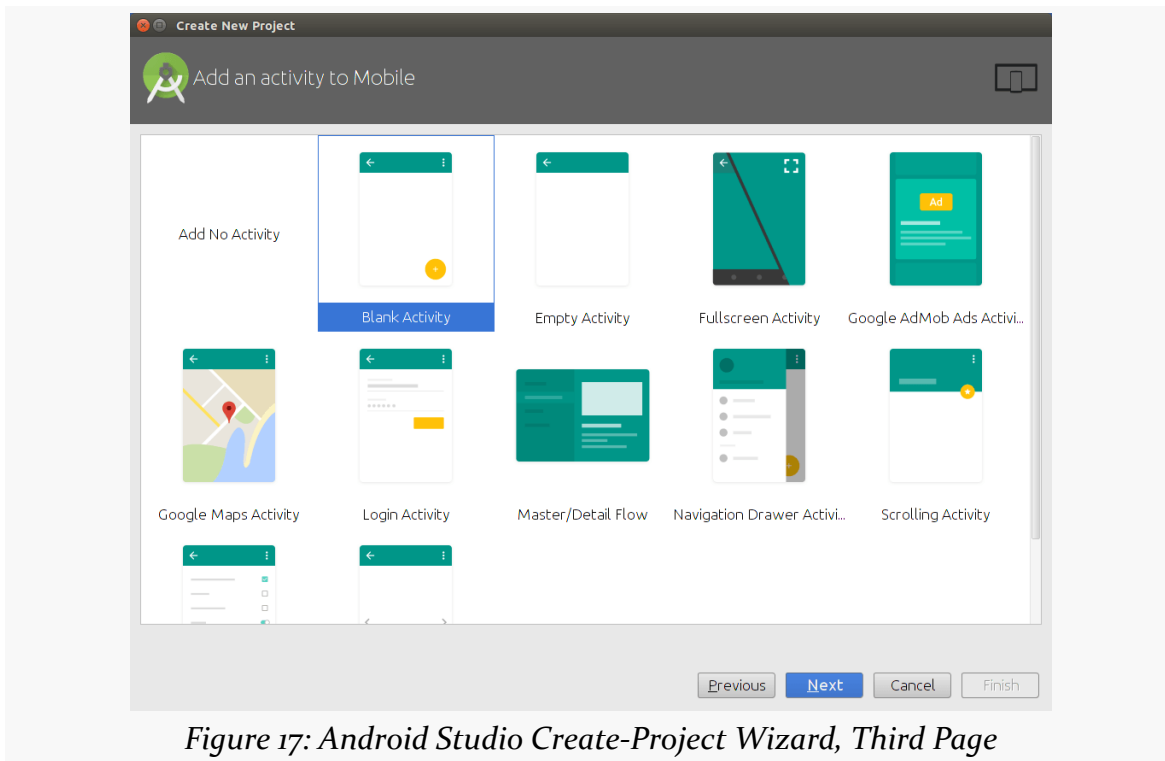 Create New Project
Add an activity to Mobile
Add No Activity
Ad
Blank Activity
Empty Activity
Fullscreen Activity
Google AdMob Ads Activi...
Google Maps Activity
Login Activity
Master/Detail Flow
Navigation Drawer Activi...
Scrolling Activity
Previous
Next
Cancel
Finish
Figure 17: Android Studio Create-Project Wizard, Third Page